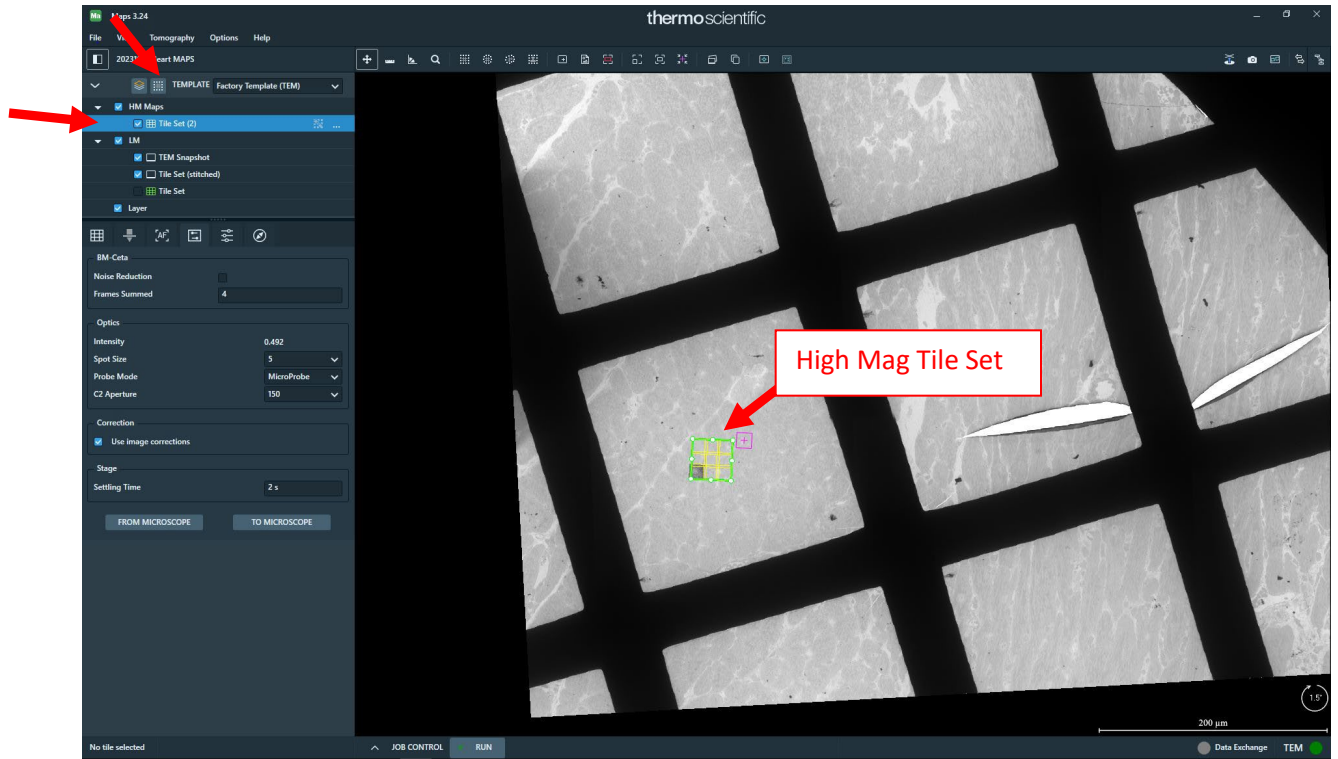 Mn Maps 3.24
thermo scientific
File Tomography Options Help
MAPS
TEMPLATE Factory Template (TEM)
HM Maps
Tile Set (2) ...
LM
TEM Snapshot
Tile Set (stitched)
Tile Set
Layer
[AF]
BM-Ceta
Noise Reduction
Frames Summed 4
Optics
Intensity 0.492
Spot Size 5
Probe Mode MicroProbe
C2 Aperture 150
Correction
Use image corrections
Stage
Settling Time 2 s
FROM MICROSCOPE TO MICROSCOPE
High Mag Tile Set
1.5°
200 µm
No tile selected JOB CONTROL RUN Data Exchange TEM